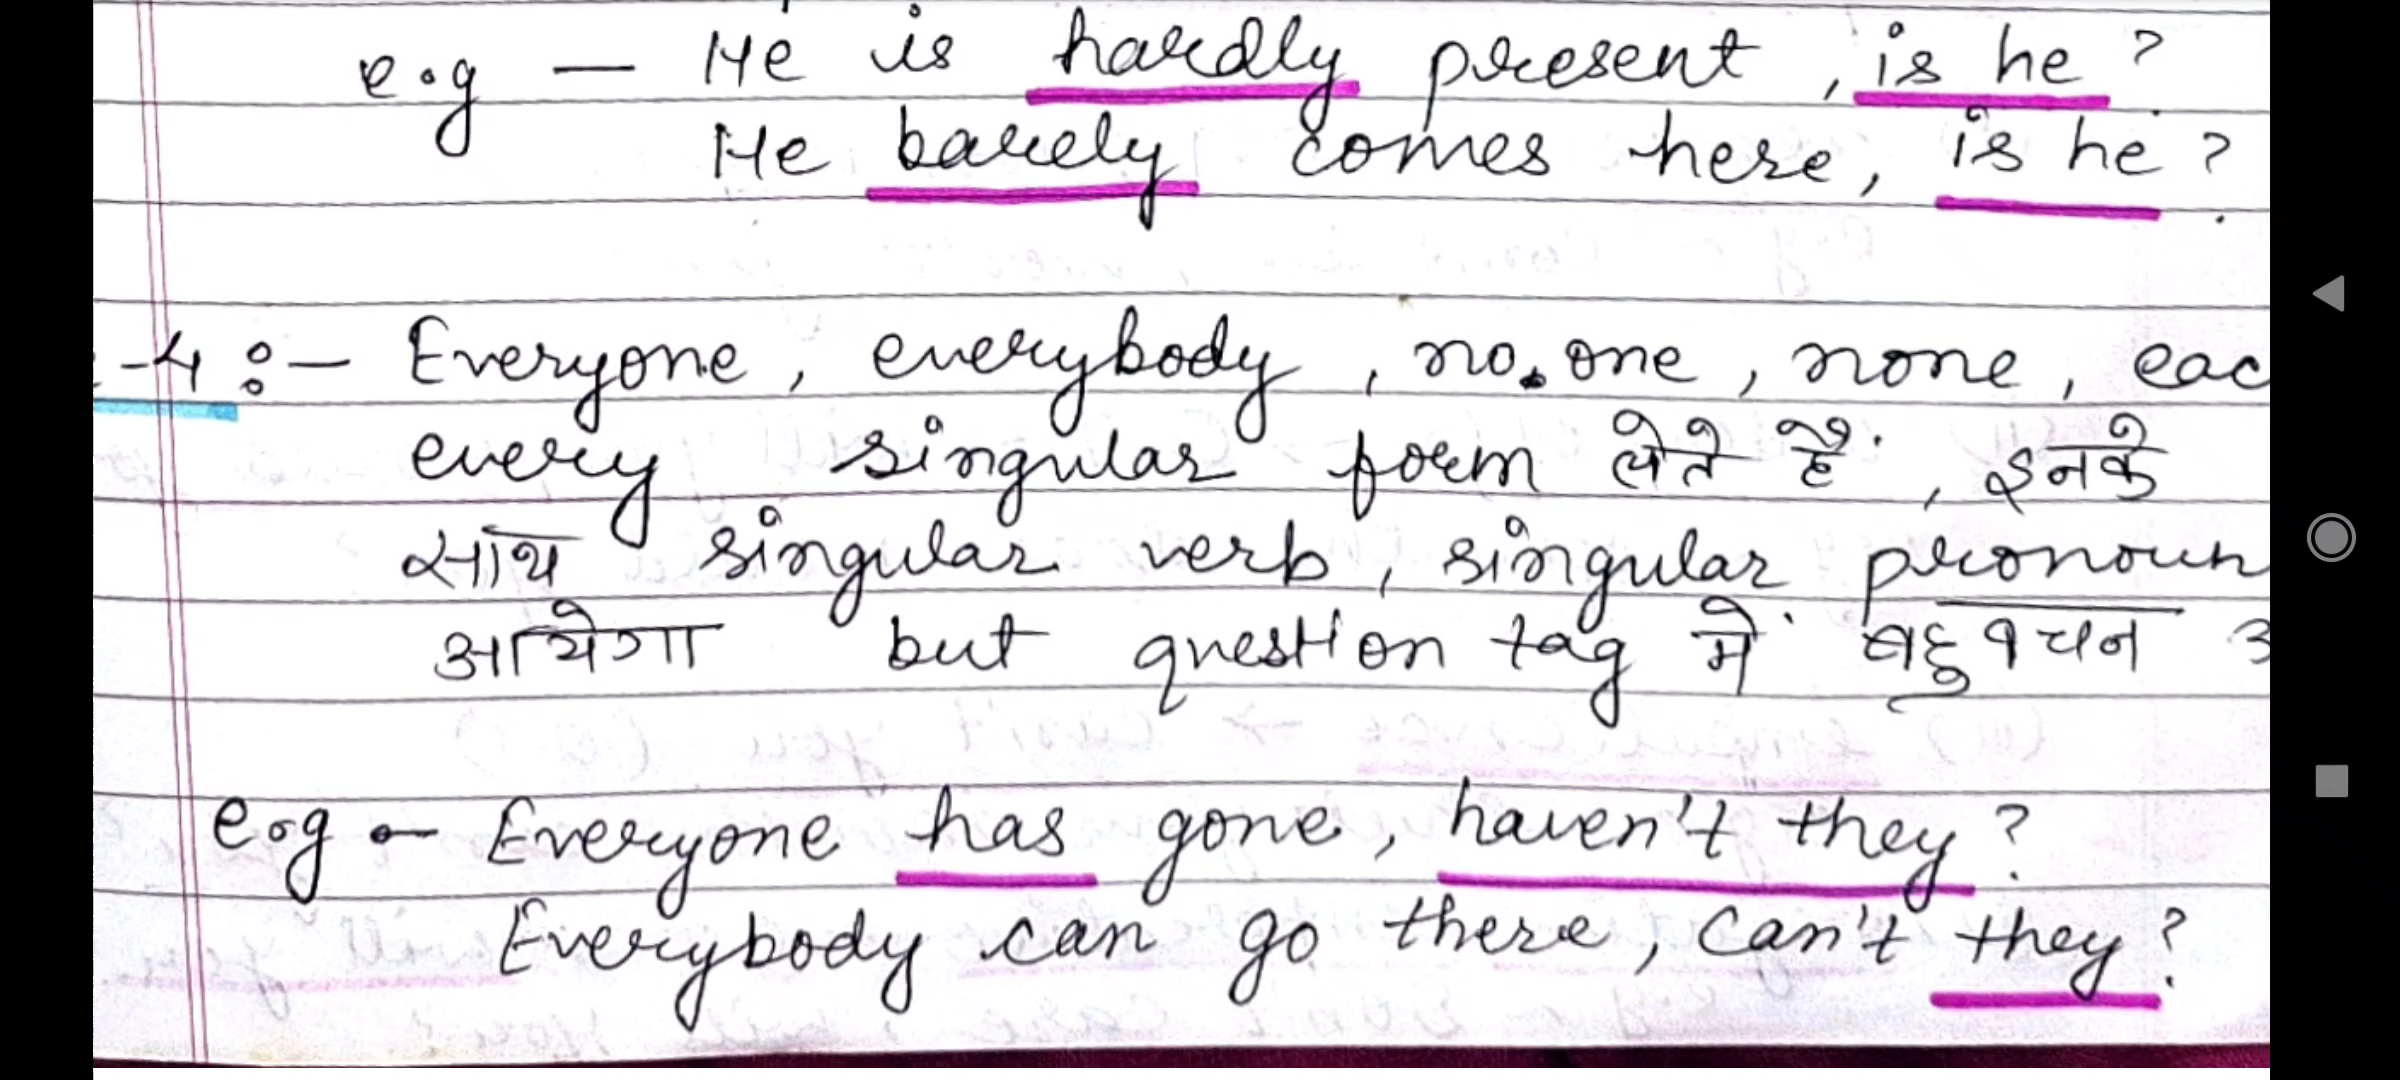 e.g — He is hardly present, is he?
He barely comes here, is he?
-4 :- Everyone, everybody, no. one, none, eac
every singular form लेते हैं, इनके
साथ singular verb, singular pronoun
आयेगा but question tag में बहुवचन
e.g - Everyone has gone, haven't they?
Everybody can go there, can't they?